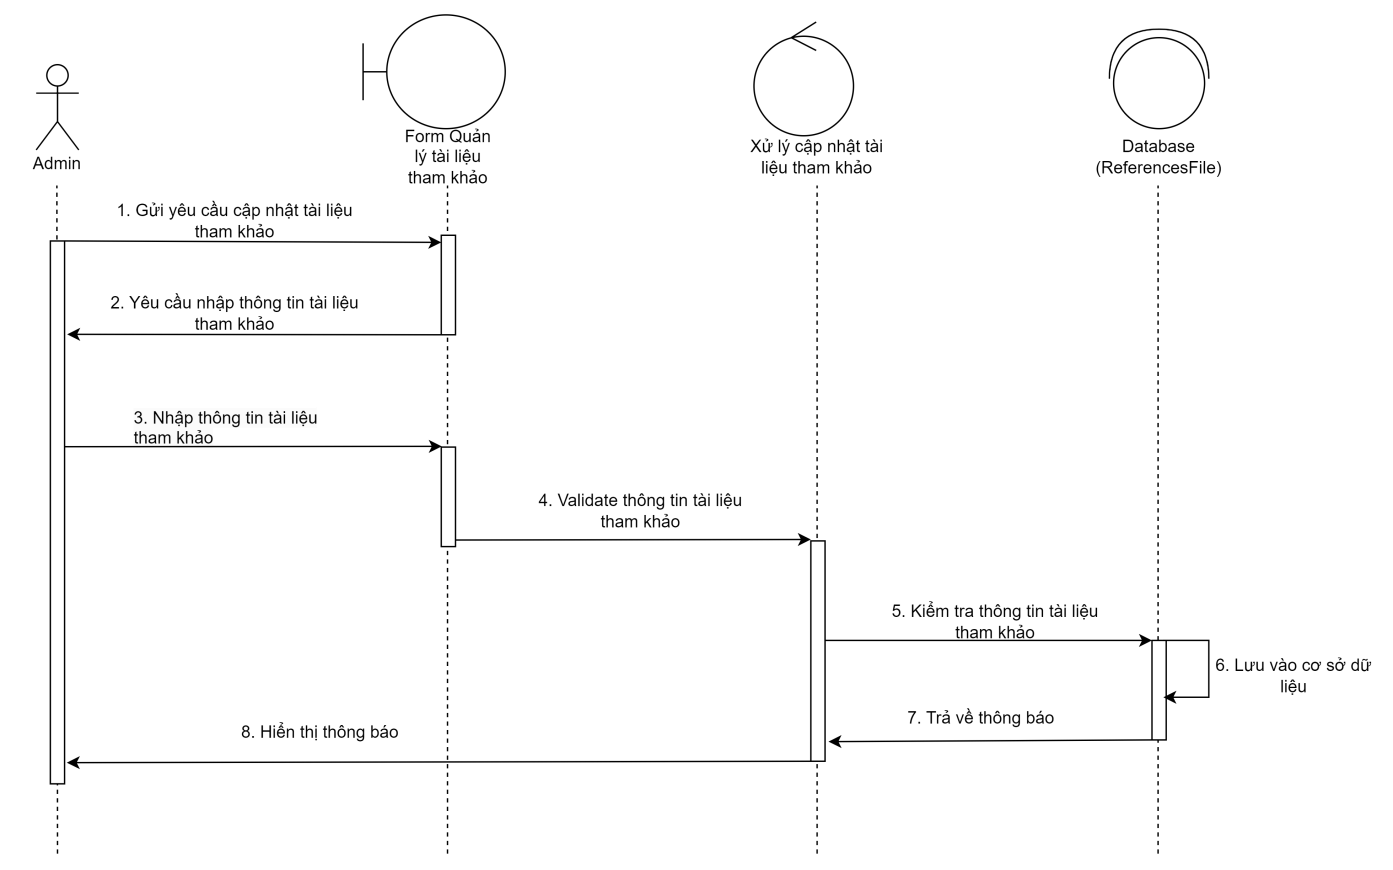 Admin
Form Quản
lý tài liệu
tham khảo
Xử lý cập nhật tài
liệu tham khảo
Database
(ReferencesFile)
1. Gửi yêu cầu cập nhật tài liệu
tham khảo
2. Yêu cầu nhập thông tin tài liệu
tham khảo
3. Nhập thông tin tài liệu
tham khảo
4. Validate thông tin tài liệu
tham khảo
5. Kiểm tra thông tin tài liệu
tham khảo
6. Lưu vào cơ sở dữ
liệu
7. Trả về thông báo
8. Hiển thị thông báo